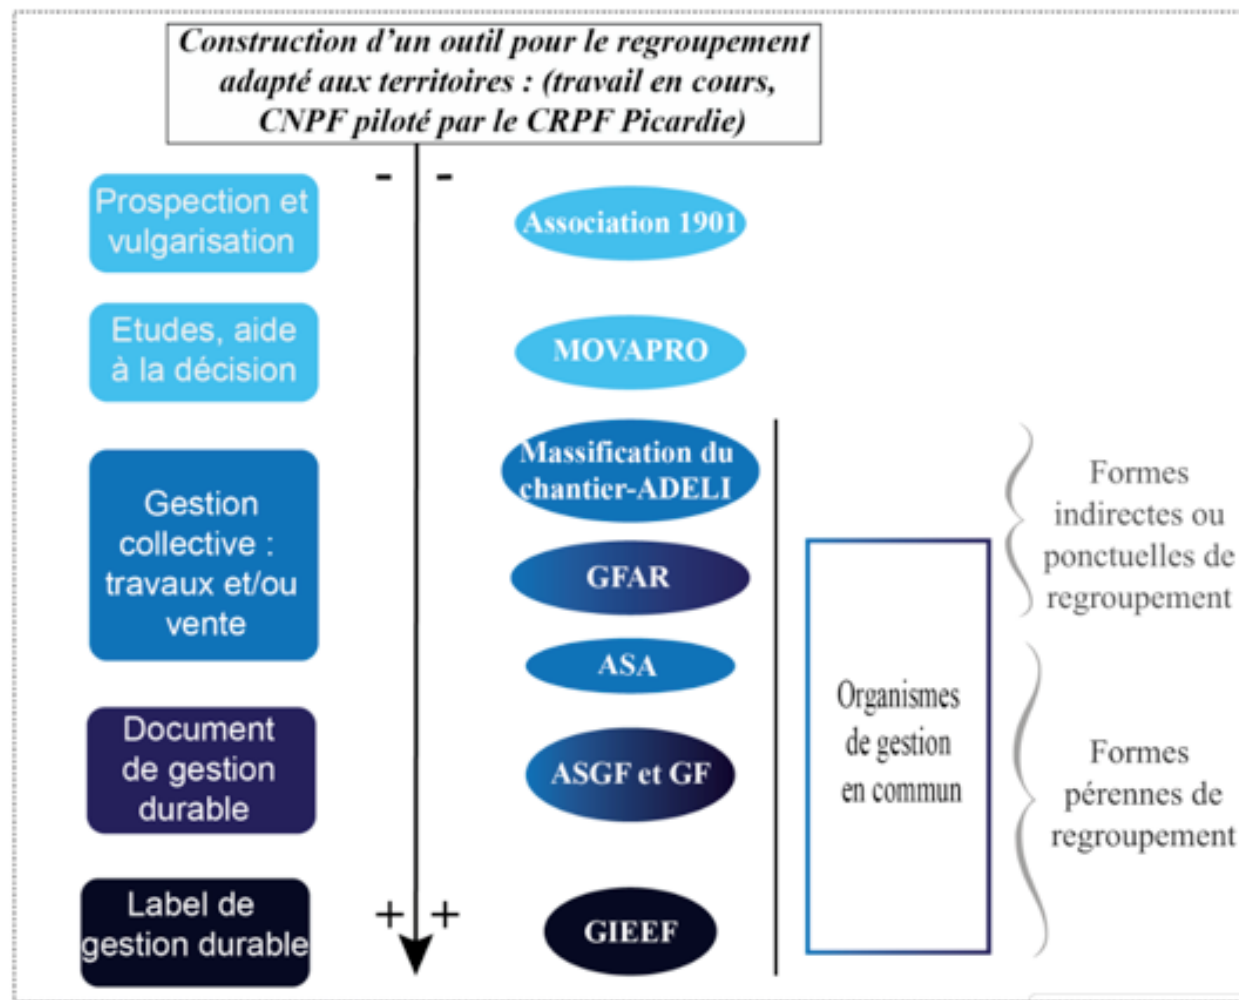 Construction d’un outil pour le regroupement
adapté aux territoires : (travail en cours,
CNPF piloté par le CRPF Picardie)
- -
Prospection et
vulgarisation
Association 1901
Etudes, aide
à la décision
MOVAPRO
Gestion
collective :
travaux et/ou
vente
Massification du
chantier-ADELI
GFAR
ASA
Document
de gestion
durable
ASGF et GF
Label de
gestion durable
+ +
GIEEF
Organismes
de gestion
en commun
Formes
indirectes ou
ponctuelles de
regroupement
Formes
pérennes de
regroupement